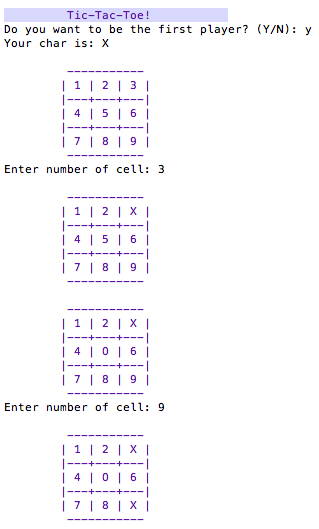 Tic-Tac-Toe!
Do you want to be the first player? (Y/N): y
Your char is: X
-----------
| 1 | 2 | 3 |
|---+---+---|
| 4 | 5 | 6 |
|---+---+---|
| 7 | 8 | 9 |
-----------
Enter number of cell: 3
-----------
| 1 | 2 | X |
|---+---+---|
| 4 | 5 | 6 |
|---+---+---|
| 7 | 8 | 9 |
-----------
-----------
| 1 | 2 | X |
|---+---+---|
| 4 | 0 | 6 |
|---+---+---|
| 7 | 8 | 9 |
-----------
Enter number of cell: 9
-----------
| 1 | 2 | X |
|---+---+---|
| 4 | 0 | 6 |
|---+---+---|
| 7 | 8 | X |
-----------